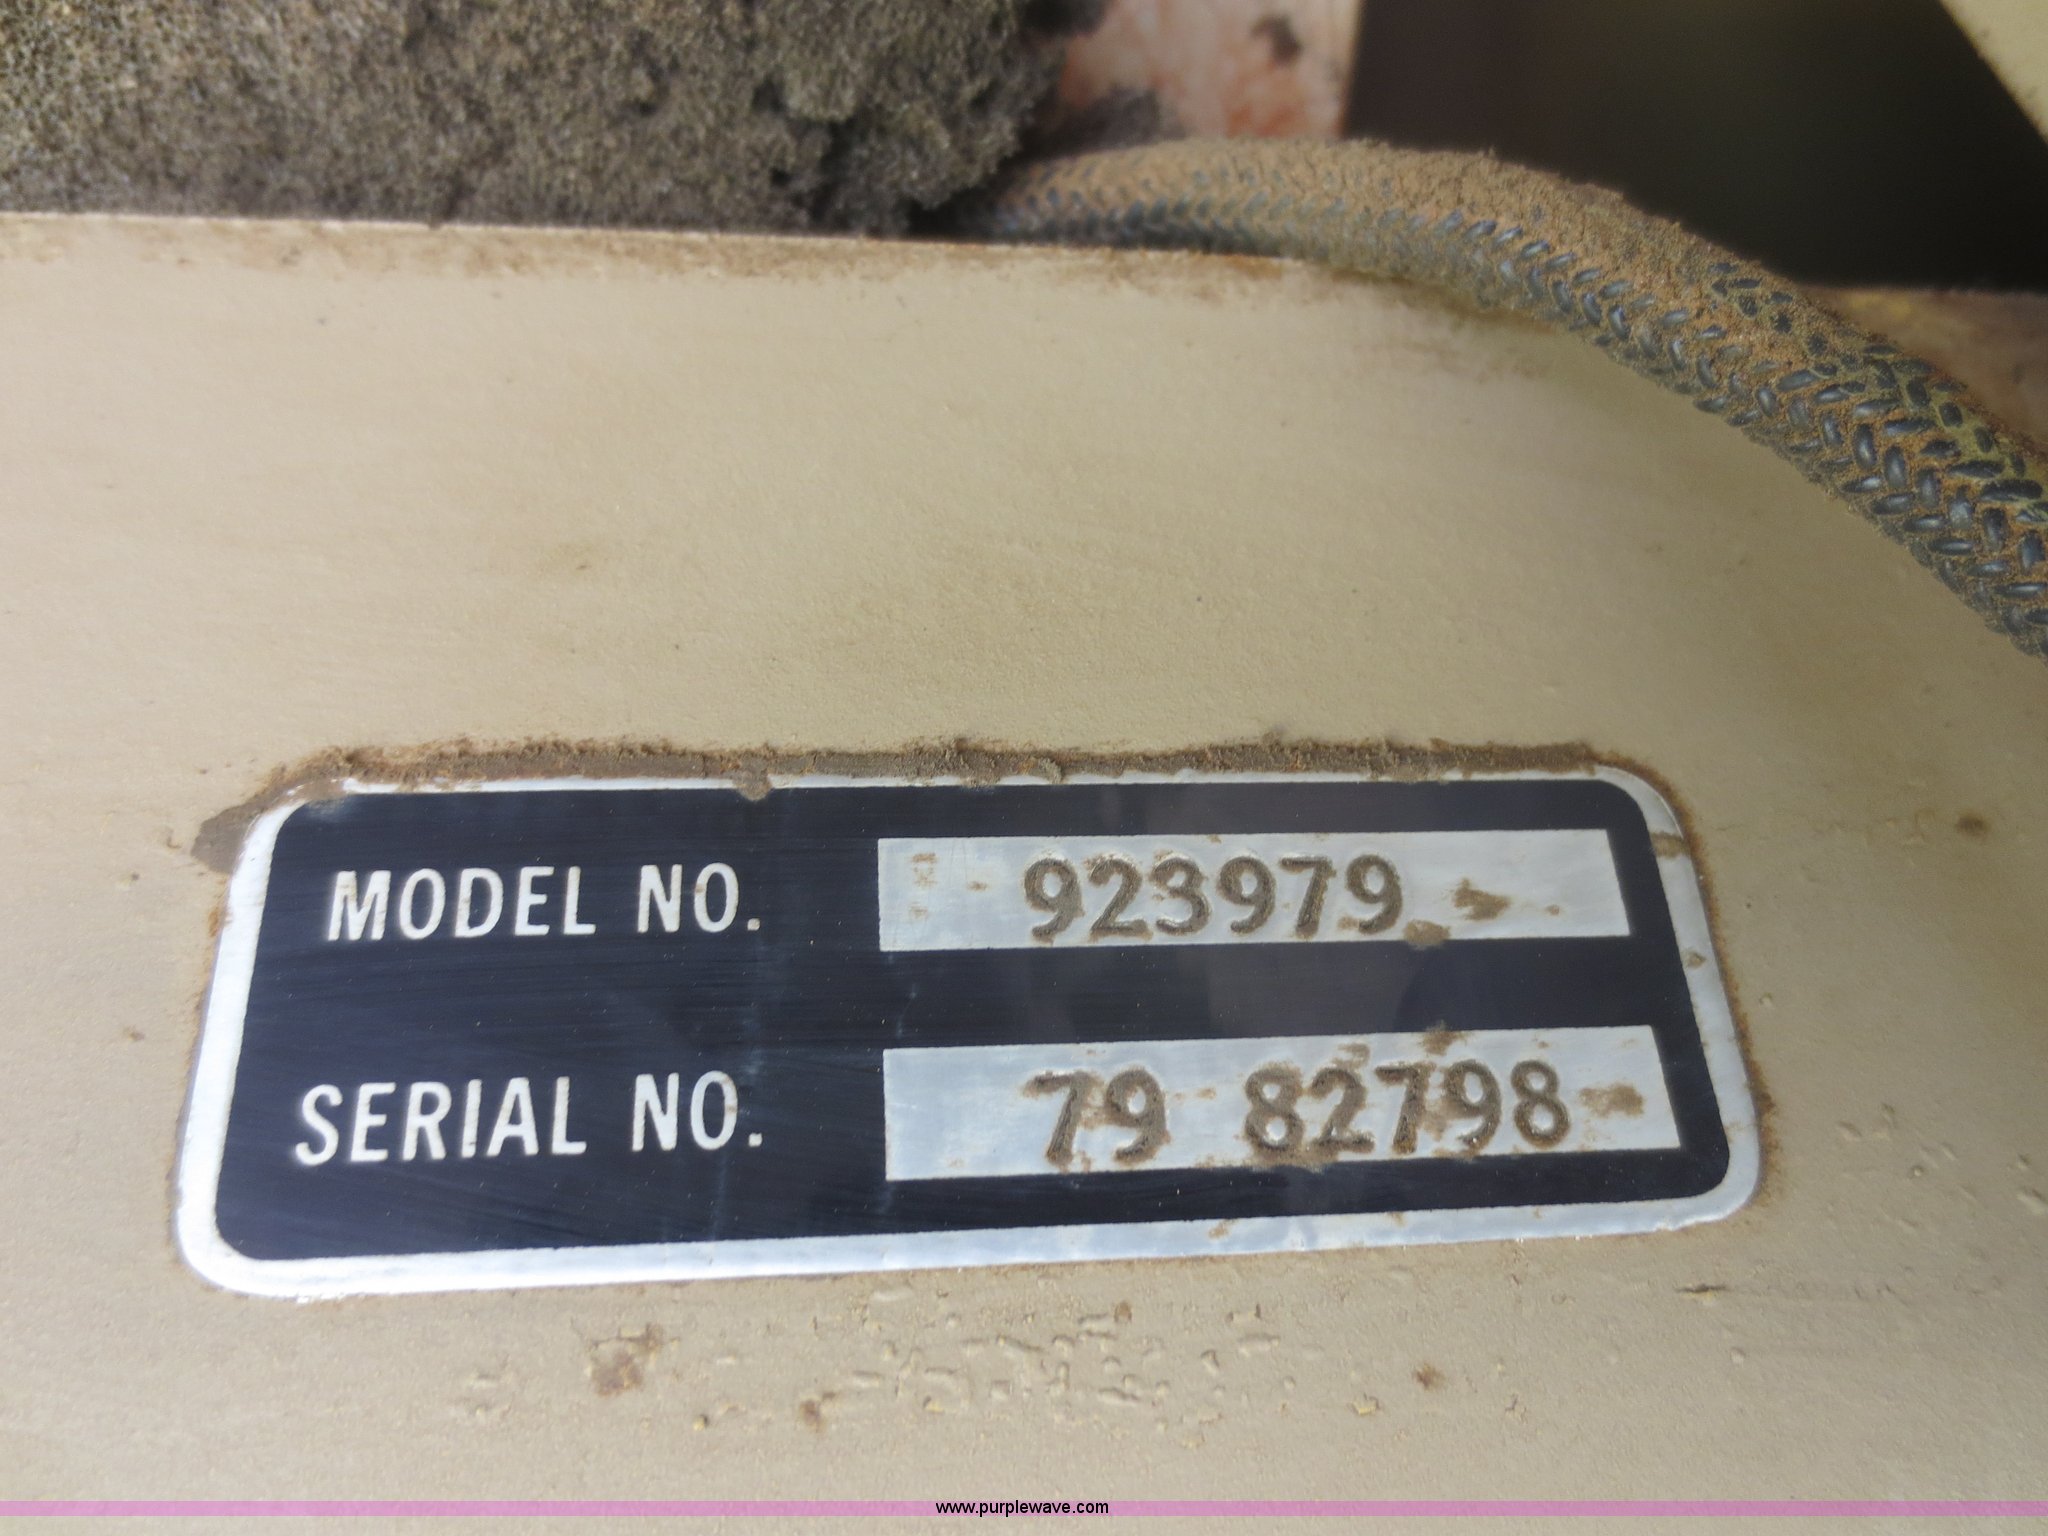 MODEL NO. 923979
SERIAL NO. 79 82798
www.purplewave.com